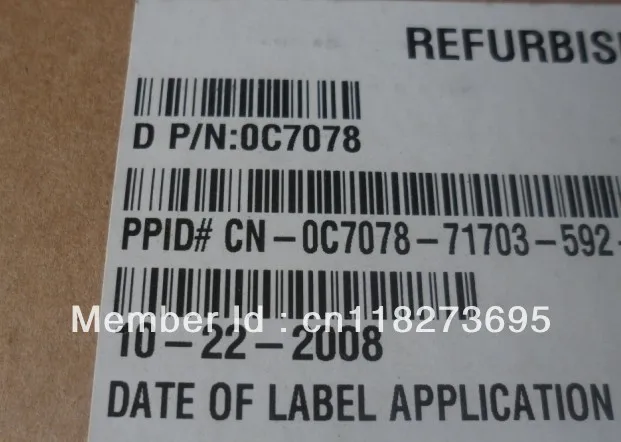 REFURBIS
D P/N:0C7078
PPID# CN-0C7078-71703-592-
Member Id : cn118273695
10-22-2008
DATE OF LABEL APPLICATION